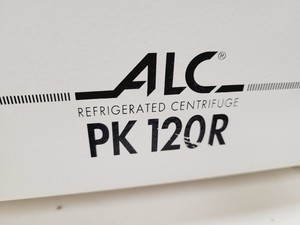 ALC®
REFRIGERATED CENTRIFUGE
PK 120R